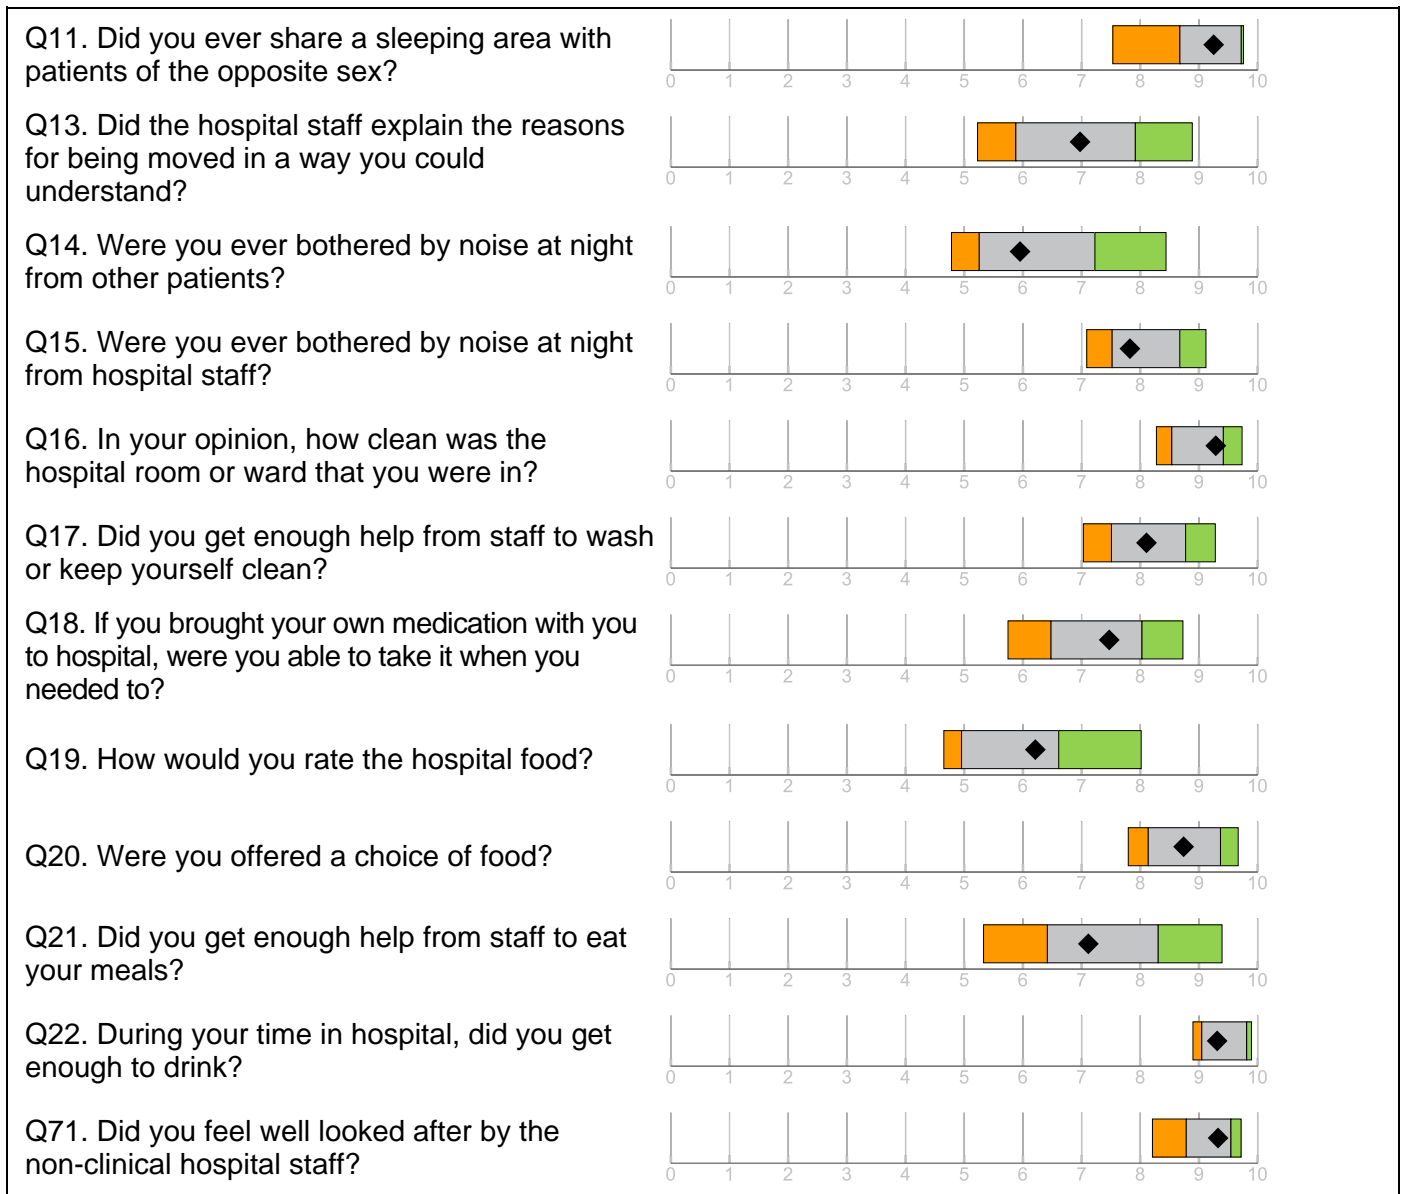 Q11. Did you ever share a sleeping area with
patients of the opposite sex?
0 1 2 3 4 5 6 7 8 9 10
Q13. Did the hospital staff explain the reasons
for being moved in a way you could
understand?
0 1 2 3 4 5 6 7 8 9 10
Q14. Were you ever bothered by noise at night
from other patients?
0 1 2 3 4 5 6 7 8 9 10
Q15. Were you ever bothered by noise at night
from hospital staff?
0 1 2 3 4 5 6 7 8 9 10
Q16. In your opinion, how clean was the
hospital room or ward that you were in?
0 1 2 3 4 5 6 7 8 9 10
Q17. Did you get enough help from staff to wash
or keep yourself clean?
0 1 2 3 4 5 6 7 8 9 10
Q18. If you brought your own medication with you
to hospital, were you able to take it when you
needed to?
0 1 2 3 4 5 6 7 8 9 10
Q19. How would you rate the hospital food?
0 1 2 3 4 5 6 7 8 9 10
Q20. Were you offered a choice of food?
0 1 2 3 4 5 6 7 8 9 10
Q21. Did you get enough help from staff to eat
your meals?
0 1 2 3 4 5 6 7 8 9 10
Q22. During your time in hospital, did you get
enough to drink?
0 1 2 3 4 5 6 7 8 9 10
Q71. Did you feel well looked after by the
non-clinical hospital staff?
0 1 2 3 4 5 6 7 8 9 10